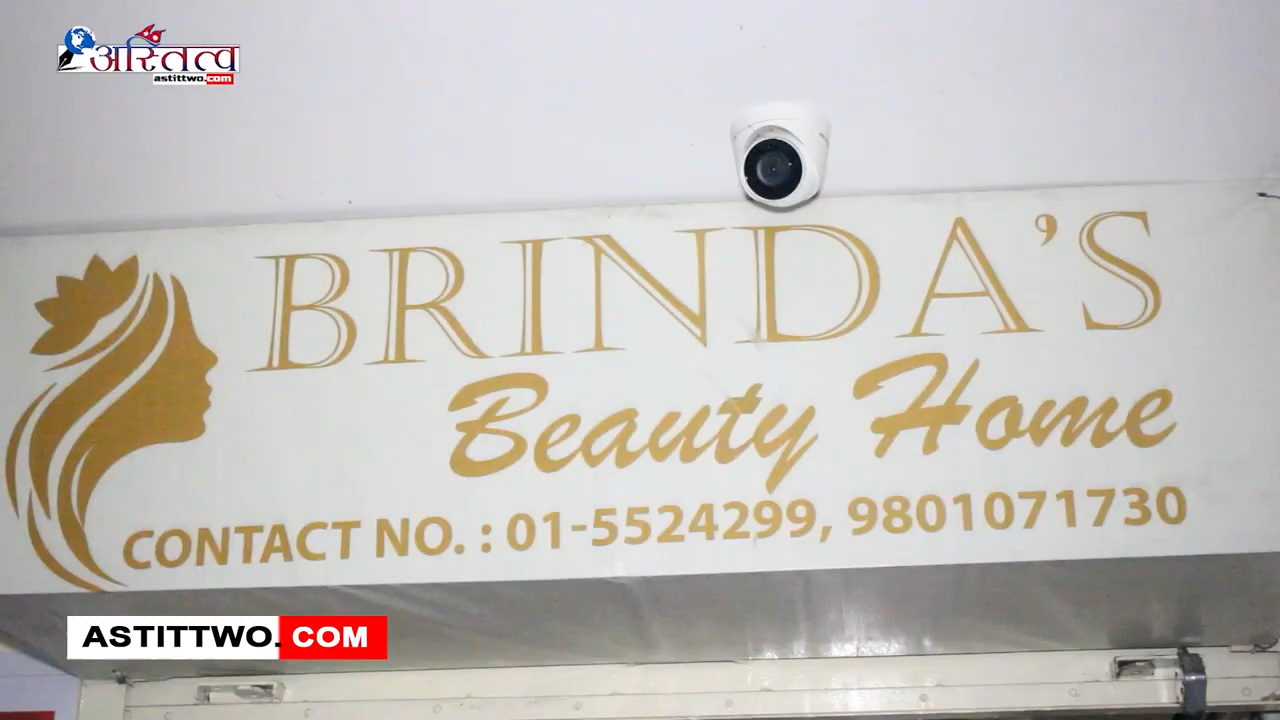 अस्तित्व
astittwo.com
BRINDA'S
Beauty Home
CONTACT NO. : 01-5524299, 9801071730
ASTITTWO. COM